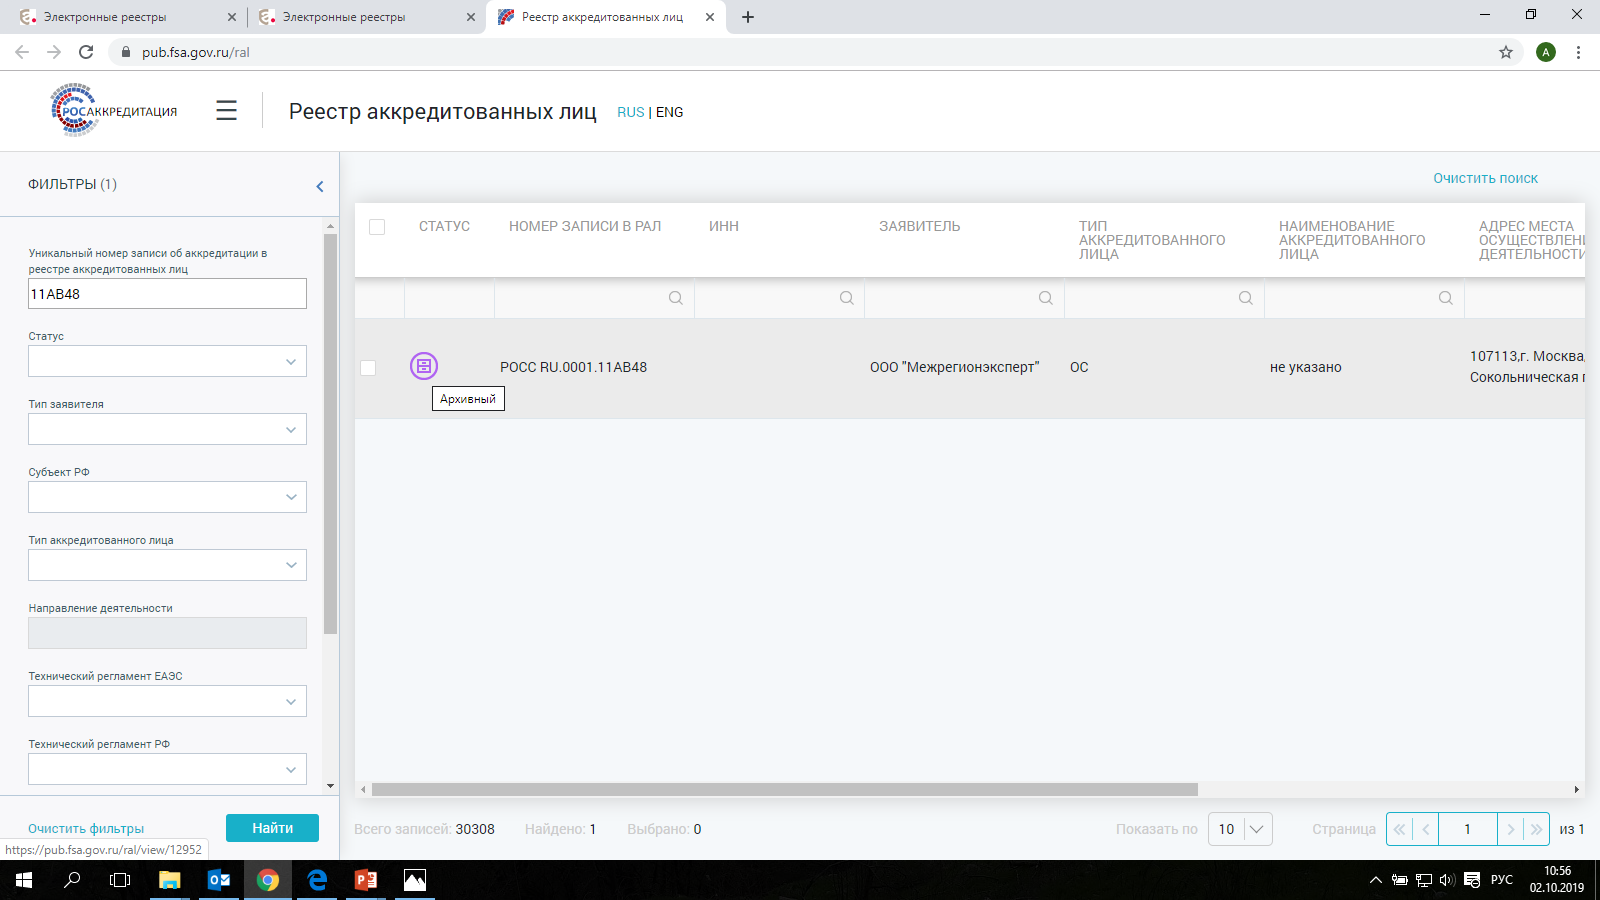 Электронные реестры
Электронные реестры
Реестр аккредитованных лиц
pub.fsa.gov.ru/ral
A
РОСАККРЕДИТАЦИЯ
Реестр аккредитованных лиц
RUS | ENG
ФИЛЬТРЫ (1)
Очистить поиск
Уникальный номер записи об аккредитации в
реестре аккредитованных лиц
11АВ48
Статус
Тип заявителя
Субъект РФ
Тип аккредитованного лица
Направление деятельности
Технический регламент ЕАЭС
Технический регламент РФ
Очистить фильтры
Найти
https://pub.fsa.gov.ru/ral/view/12952
СТАТУС
НОМЕР ЗАПИСИ В РАЛ
ИНН
ЗАЯВИТЕЛЬ
ТИП
АККРЕДИТОВАННОГО
ЛИЦА
НАИМЕНОВАНИЕ
АККРЕДИТОВАННОГО
ЛИЦА
АДРЕС МЕСТА
ОСУЩЕСТВЛЕНИ
ДЕЯТЕЛЬНОСТИ
РОСС RU.0001.11АВ48
ООО "Межрегионэксперт"
ОС
не указано
107113,г. Москва,
Сокольническая п
Архивный
Всего записей: 30308
Найдено: 1
Выбрано: 0
Показать по
10
Страница
1
из 1
РУС
10:56
02.10.2019